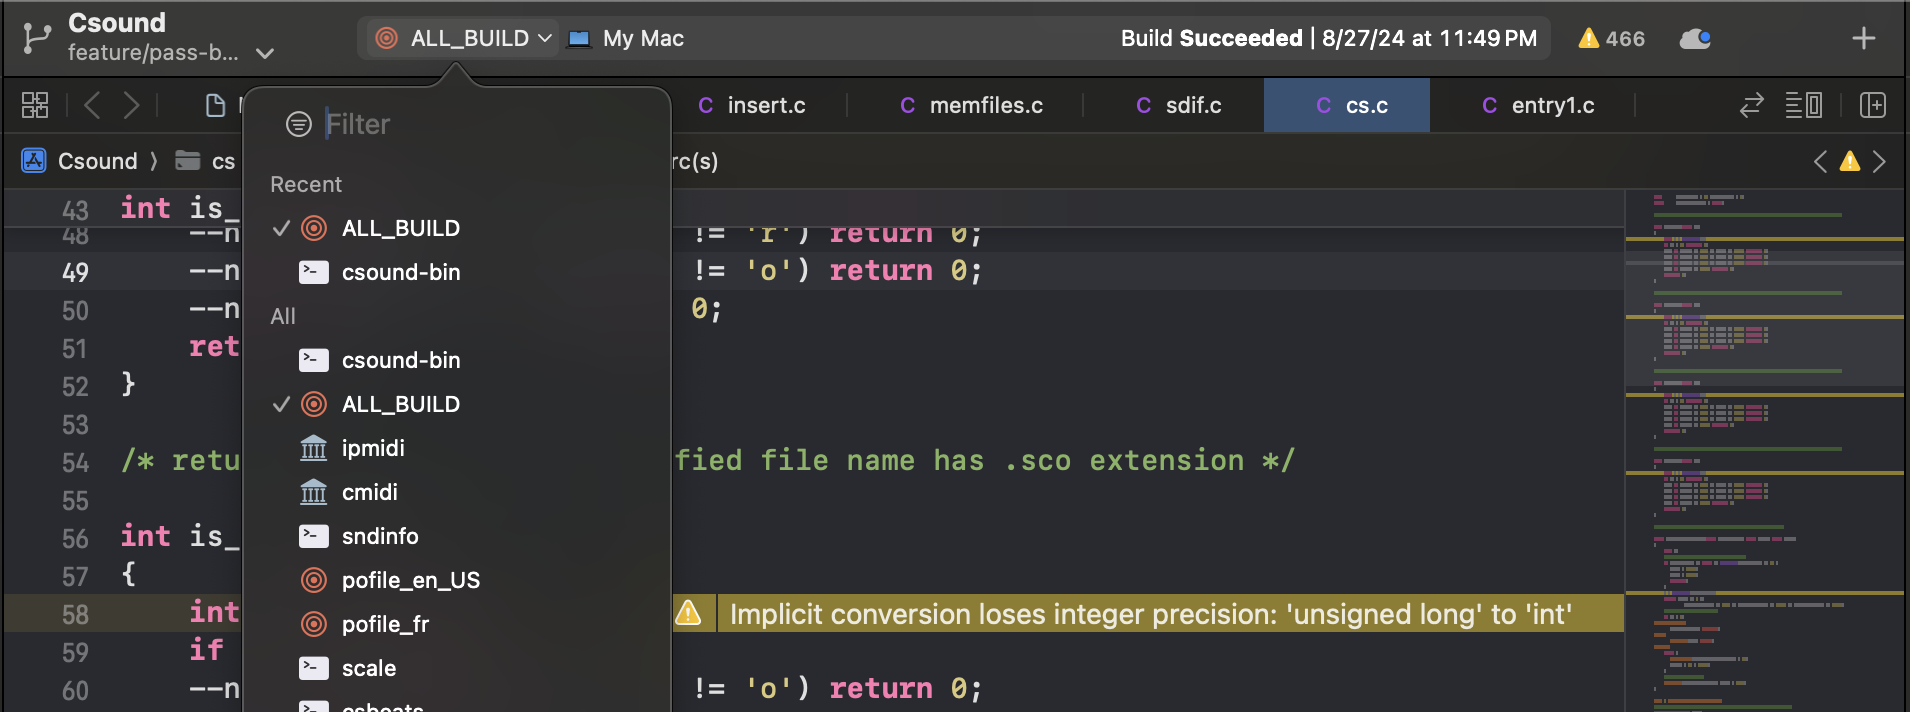 Csound
feature/pass-b...
ALL_BUILD
My Mac
Build Succeeded | 8/27/24 at 11:49 PM
466
insert.c
memfiles.c
sdif.c
cs.c
entry1.c
Csound
cs
rc(s)
Filter
Recent
ALL_BUILD
csound-bin
All
csound-bin
ALL_BUILD
ipmidi
cmidi
sndinfo
pofile_en_US
pofile_fr
scale
csbeats
43 int is_
48 --n != 'r') return 0;
49 --n != 'o') return 0;
50 --n 0;
51 ret
52 }
53
54 /* retu fied file name has .sco extension */
55
56 int is_
57 {
58 int Implicit conversion loses integer precision: 'unsigned long' to 'int'
59 if
60 --n != 'o') return 0;